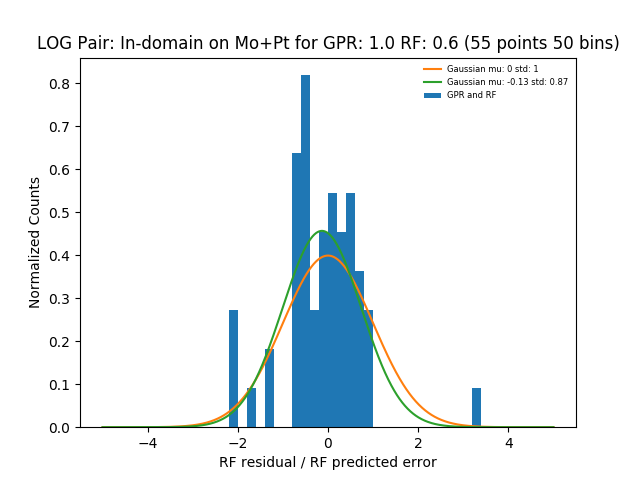 LOG Pair: In-domain on Mo+Pt for GPR: 1.0 RF: 0.6 (55 points 50 bins)
Gaussian mu: 0 std: 1
Gaussian mu: -0.13 std: 0.87
GPR and RF
Normalized Counts
0.8
0.7
0.6
0.5
0.4
0.3
0.2
0.1
0.0
−4 −2 0 2 4
RF residual / RF predicted error